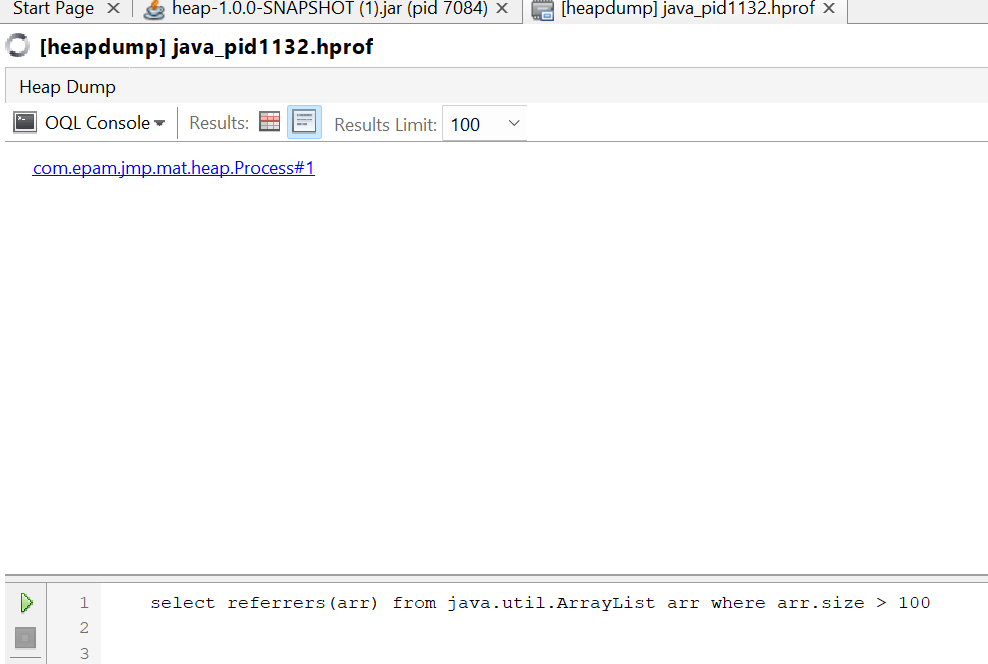 Start Page heap-1.0.0-SNAPSHOT (1).jar (pid 7084) [heapdump] java_pid1132.hprof
[heapdump] java_pid1132.hprof
Heap Dump
OQL Console Results: Results Limit: 100
com.epam.jmp.mat.heap.Process#1
1 select referrers(arr) from java.util.ArrayList arr where arr.size > 100
2
3